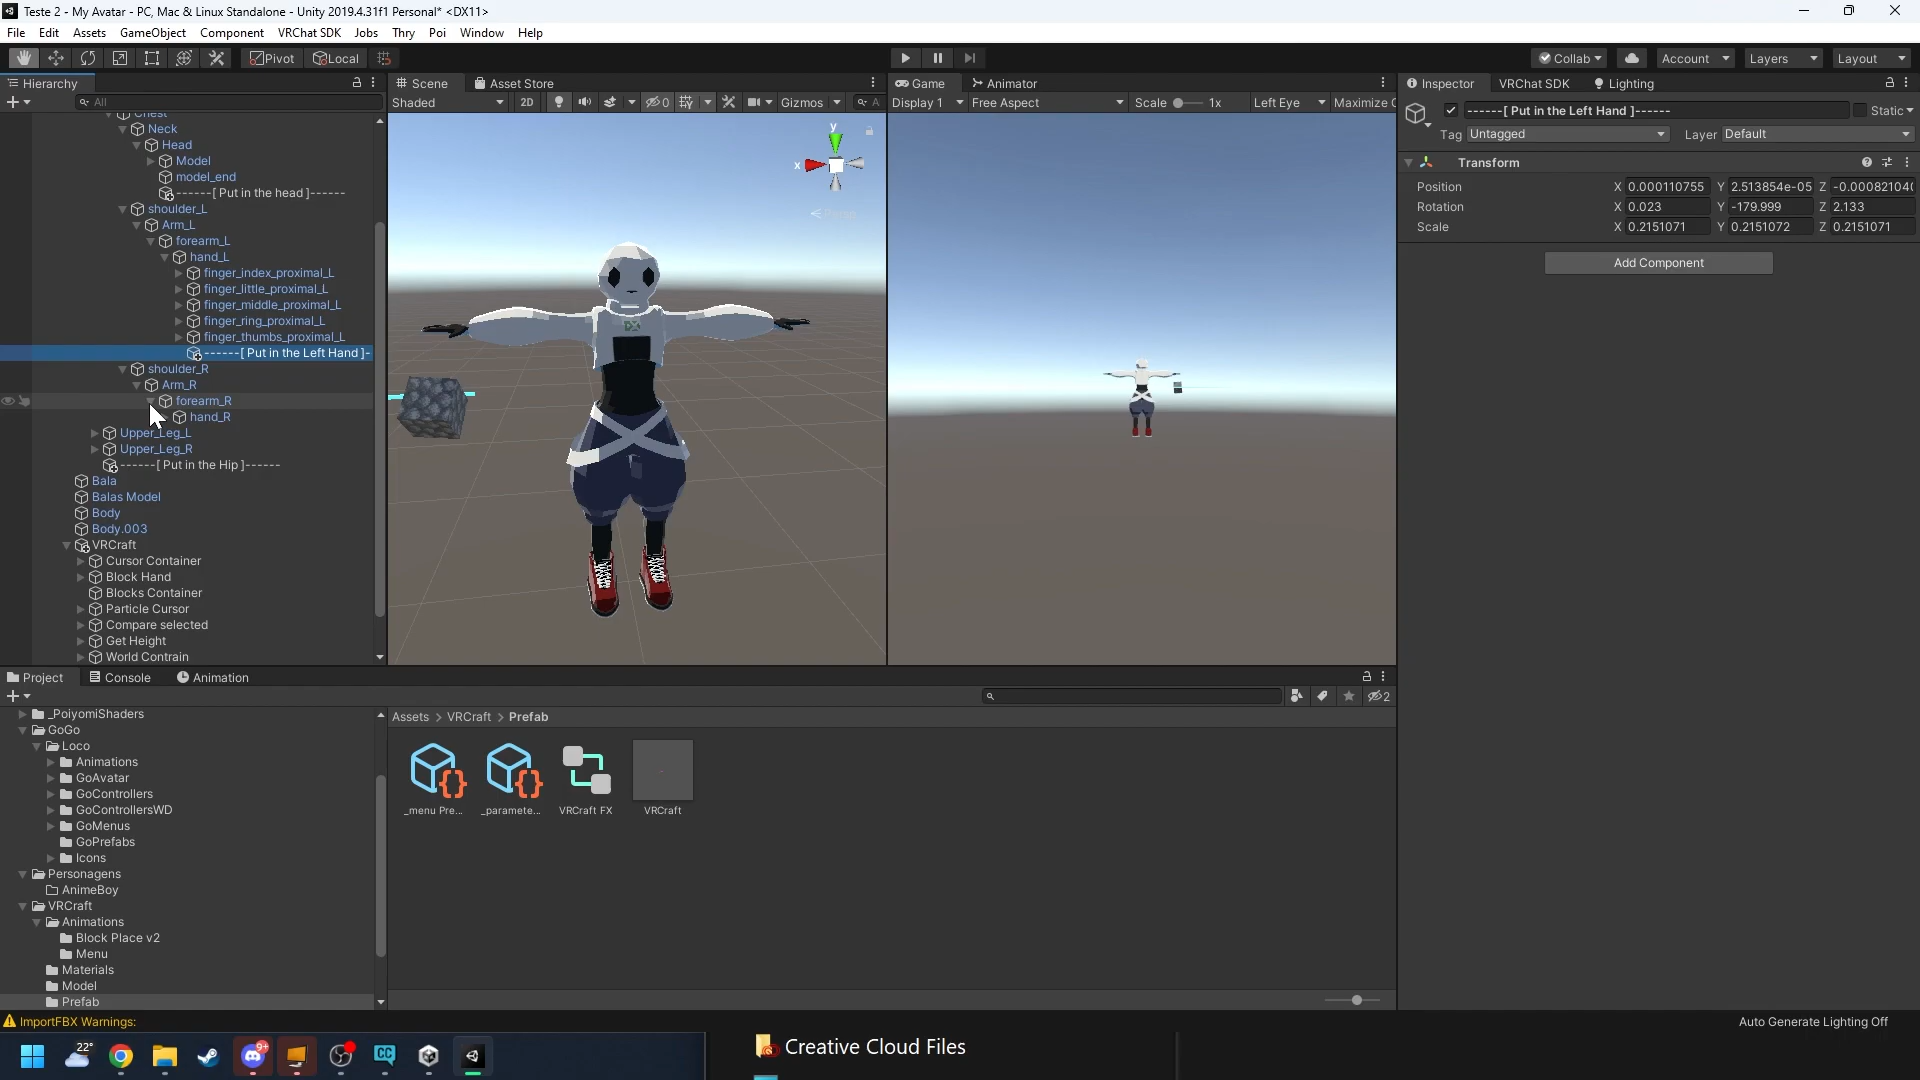 Teste 2 - My Avatar - PC, Mac & Linux Standalone - Unity 2019.4.31f1 Personal* <DX11>
File Edit Assets GameObject Component VRChat SDK Jobs Thry Poi Window Help
Pivot Local Collab Account Layers Layout
Hierarchy
All
Chest
Neck
Head
Model
model_end
------[ Put in the head ]------
shoulder_L
Arm_L
forearm_L
hand_L
finger_index_proximal_L
finger_little_proximal_L
finger_middle_proximal_L
finger_ring_proximal_L
finger_thumbs_proximal_L
------[ Put in the Left Hand ]-
shoulder_R
Arm_R
forearm_R
hand_R
Upper_Leg_L
Upper_Leg_R
------[ Put in the Hip ]------
Bala
Balas Model
Body
Body.003
VRCraft
Cursor Container
Block Hand
Blocks Container
Particle Cursor
Compare selected
Get Height
World Contrain
Scene Asset Store
Shaded 2D 0 Gizmos A
y
x
Game Animator
Display 1 Free Aspect Scale 1x Left Eye Maximize
Inspector VRChat SDK Lighting
------[ Put in the Left Hand ]------ Static
Tag Untagged Layer Default
Transform
Position X 0.000110755 Y 2.513854e-05 Z -0.00082104
Rotation X 0.023 Y -179.999 Z 2.133
Scale X 0.2151071 Y 0.2151072 Z 0.2151071
Add Component
Project Console Animation
2
_PoiyomiShaders
GoGo
Loco
Animations
GoAvatar
GoControllers
GoControllersWD
GoMenus
GoPrefabs
Icons
Personagens
AnimeBoy
VRCraft
Animations
Block Place v2
Menu
Materials
Model
Prefab
Assets > VRCraft > Prefab
_menu Pre... _paramete... VRCraft FX VRCraft
ImportFBX Warnings:
Auto Generate Lighting Off
22°
9+
CC
Creative Cloud Files